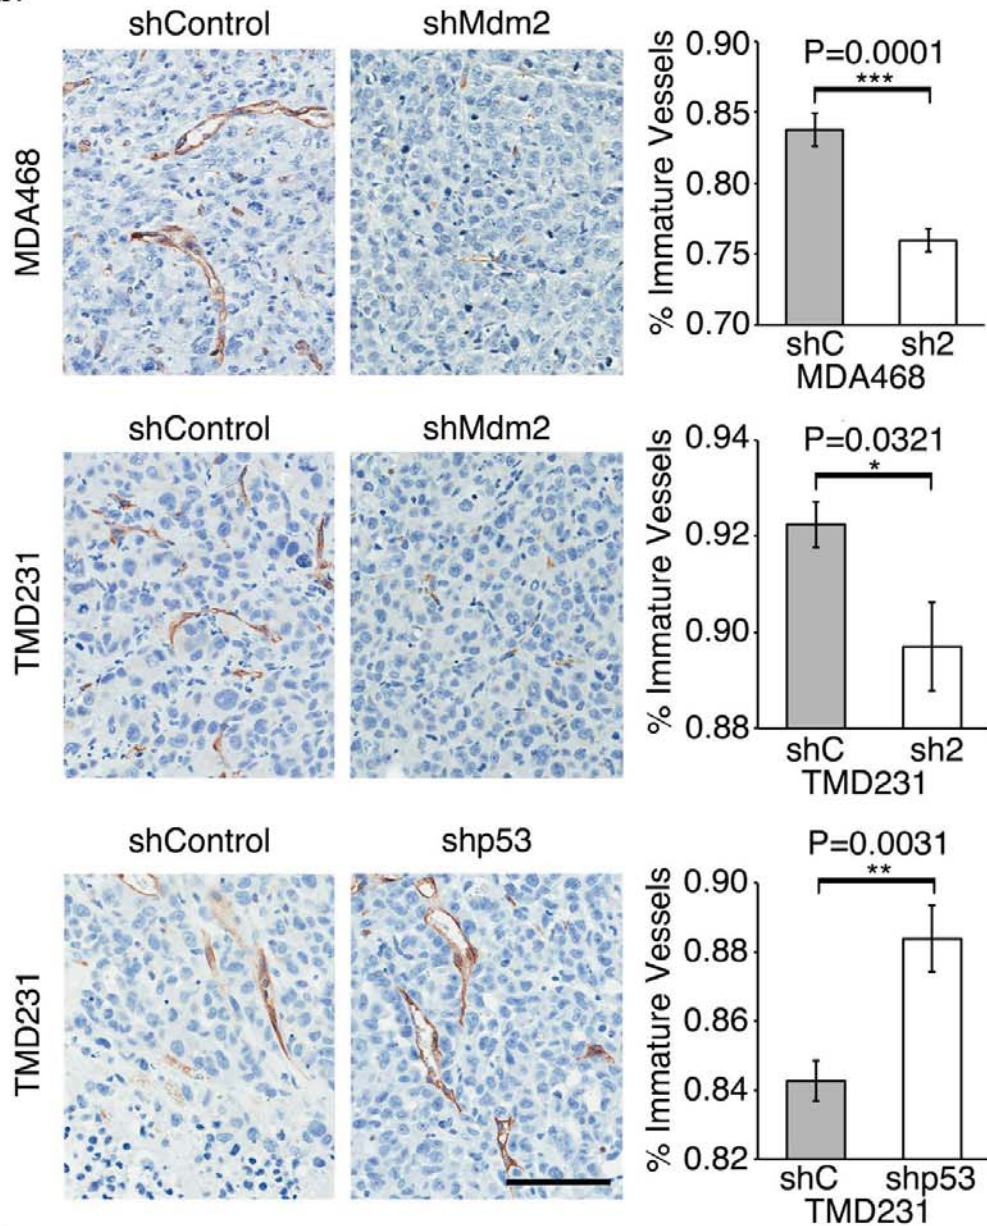 shControl shMdm2
MDA468
% Immature Vessels
0.90
0.85
0.80
0.75
0.70
P=0.0001
***
shC sh2
MDA468
shControl shMdm2
TMD231
% Immature Vessels
0.94
0.92
0.90
0.88
P=0.0321
*
shC sh2
TMD231
shControl shp53
TMD231
% Immature Vessels
0.90
0.88
0.86
0.84
0.82
P=0.0031
**
shC shp53
TMD231